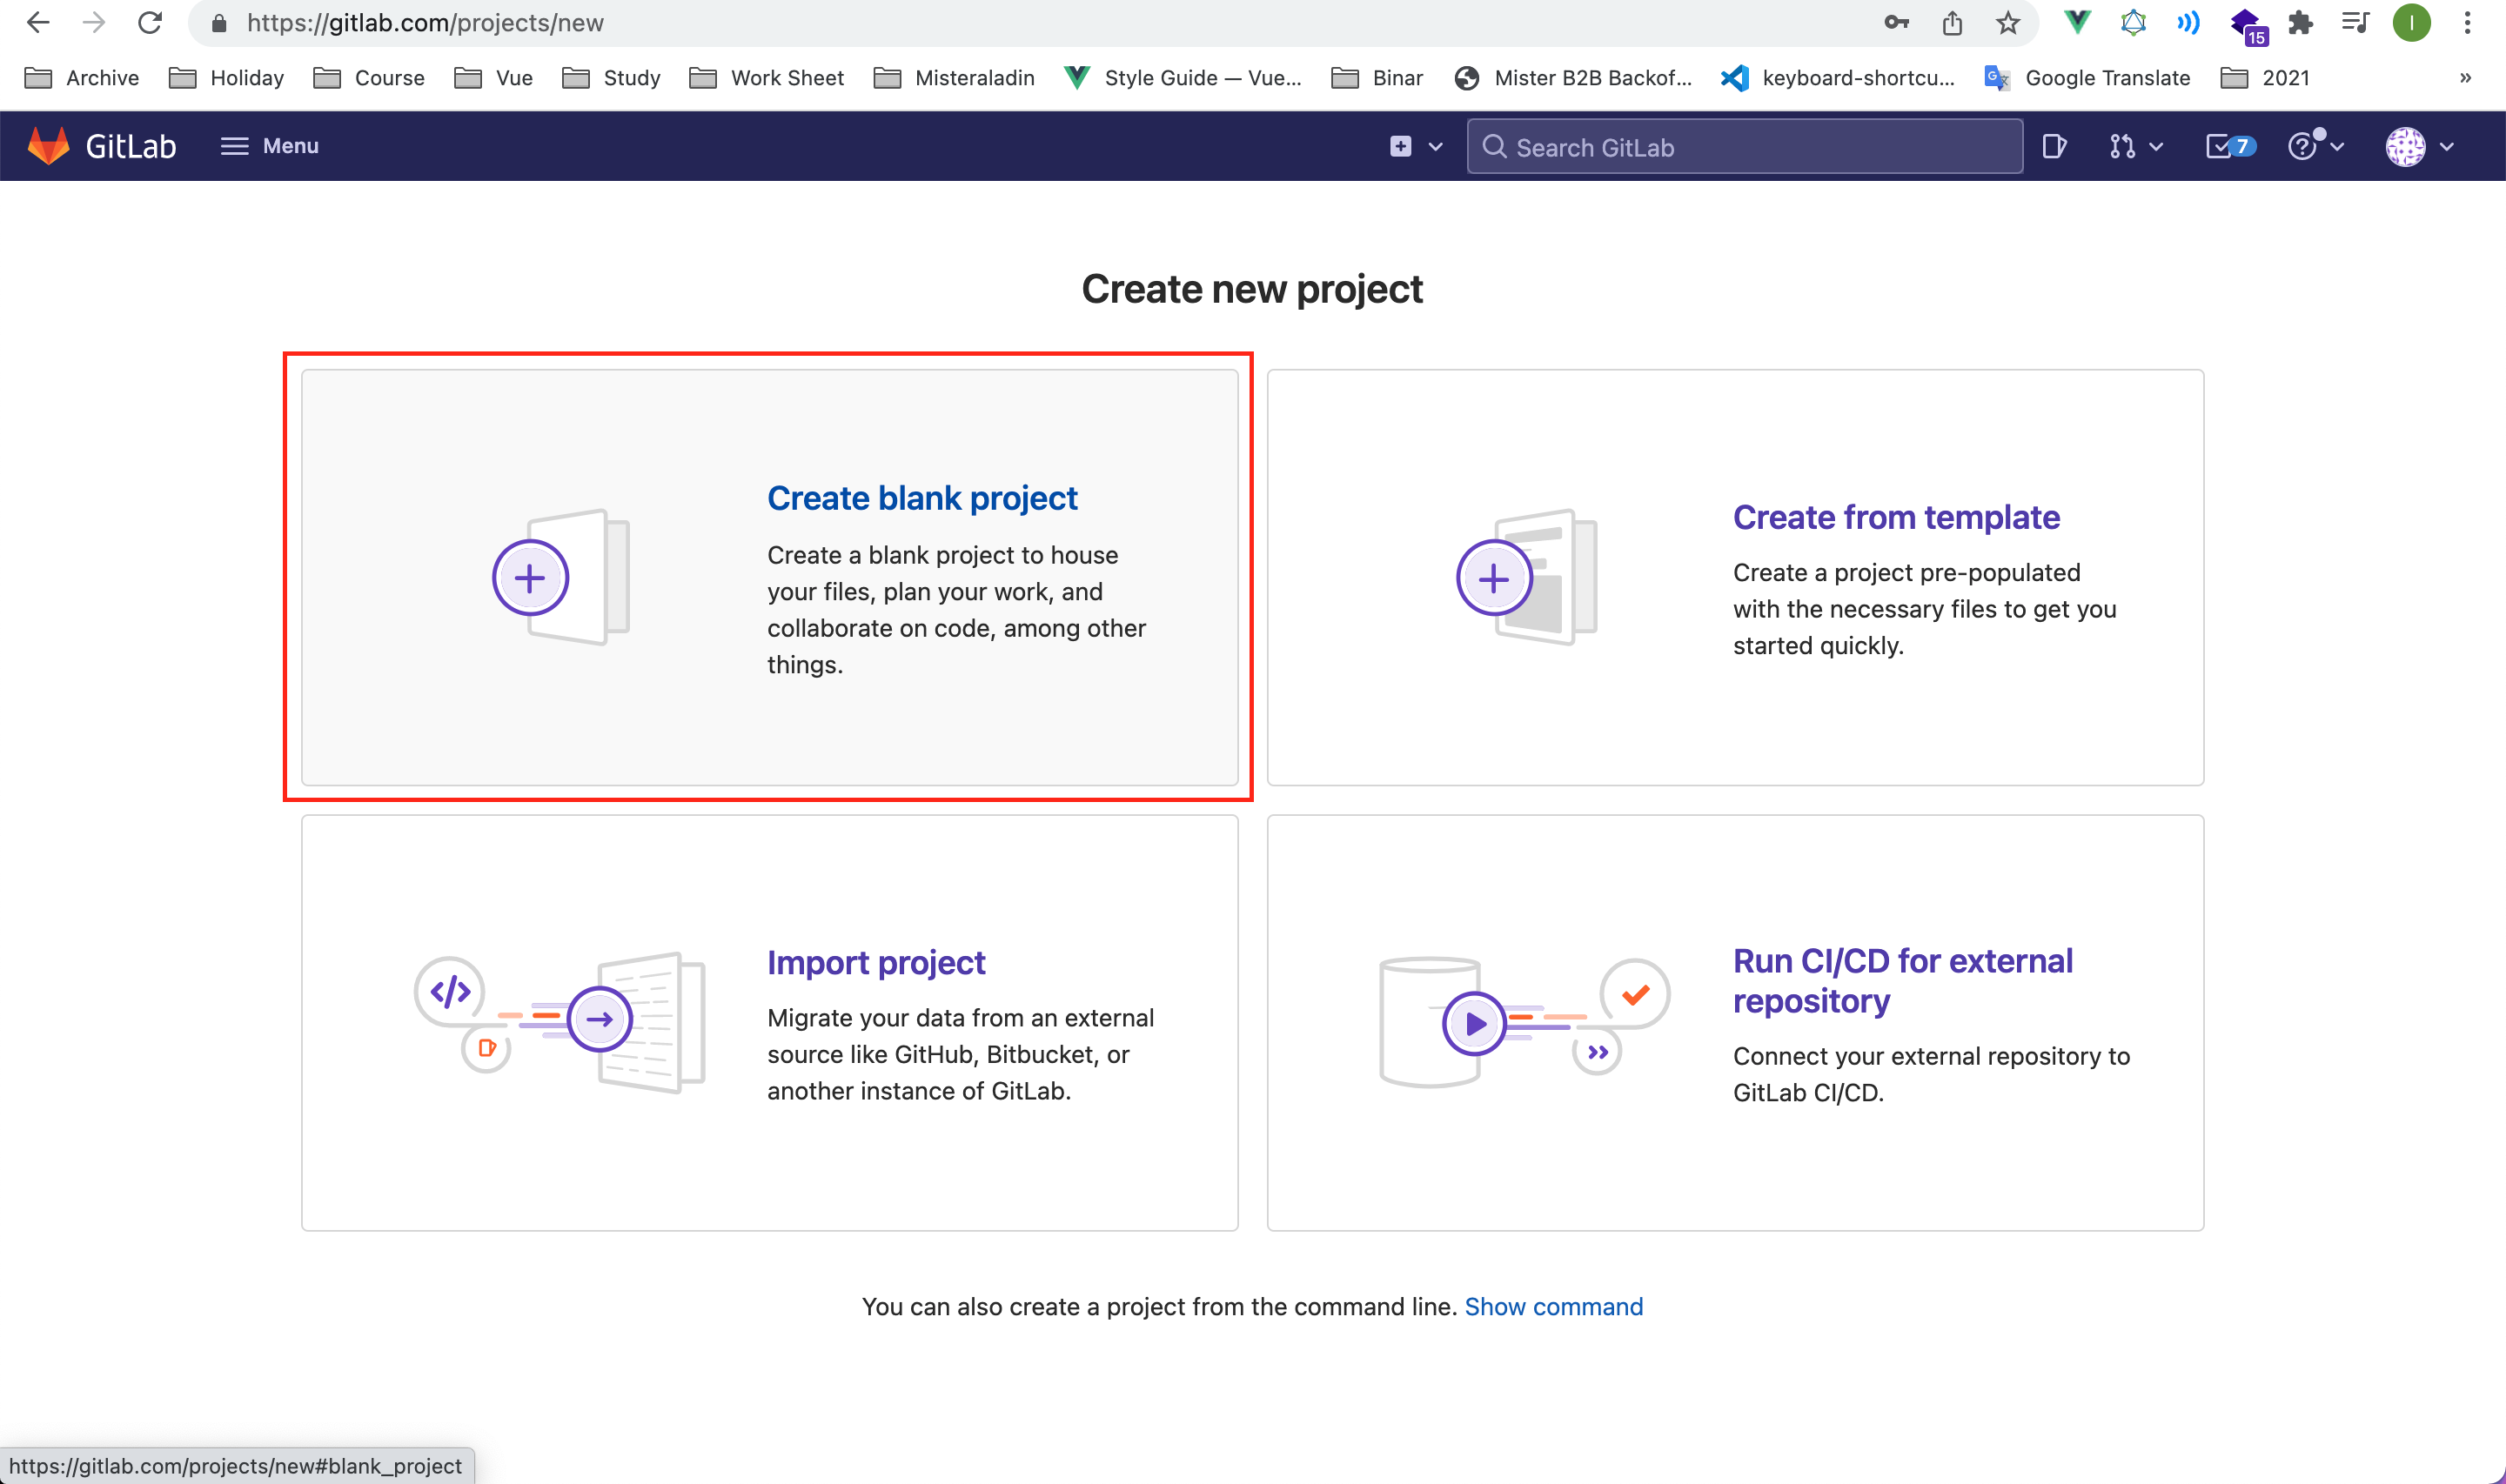 https://gitlab.com/projects/new
15
I
Archive Holiday Course Vue Study Work Sheet Misteraladin Style Guide — Vue... Binar Mister B2B Backof... keyboard-shortcu... Google Translate 2021 »
GitLab Menu Search GitLab 7
Create new project
Create blank project
Create a blank project to house
your files, plan your work, and
collaborate on code, among other
things.
Create from template
Create a project pre-populated
with the necessary files to get you
started quickly.
Import project
Migrate your data from an external
source like GitHub, Bitbucket, or
another instance of GitLab.
Run CI/CD for external
repository
Connect your external repository to
GitLab CI/CD.
You can also create a project from the command line. Show command
https://gitlab.com/projects/new#blank_project